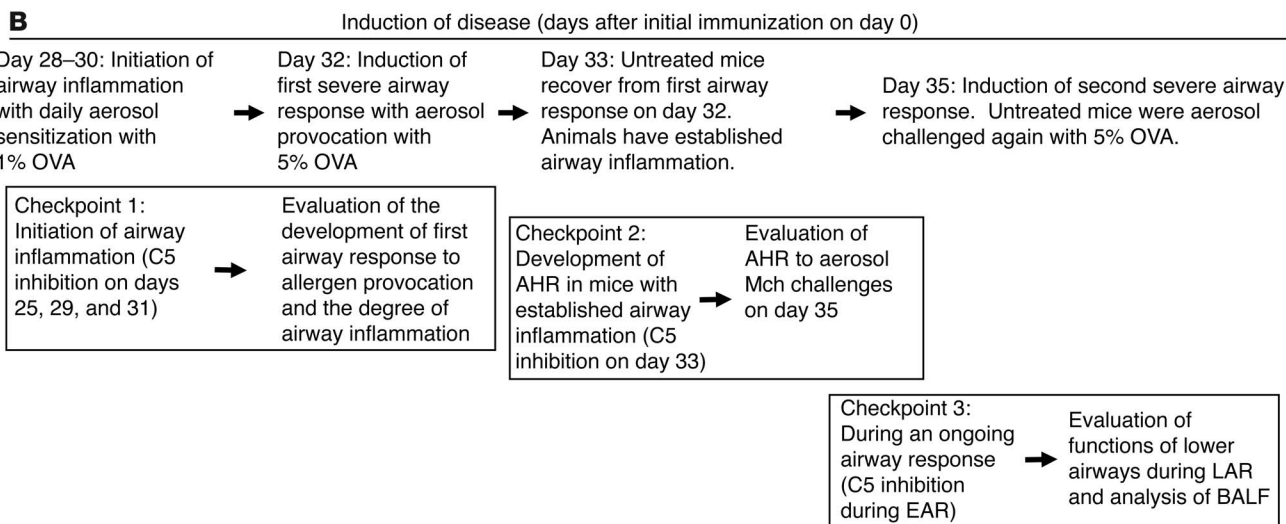 B
Induction of disease (days after initial immunization on day 0)
Day 28–30: Initiation of
airway inflammation
with daily aerosol
sensitization with
1% OVA
Day 32: Induction of
first severe airway
response with aerosol
provocation with
5% OVA
Day 33: Untreated mice
recover from first airway
response on day 32.
Animals have established
airway inflammation.
Day 35: Induction of second severe airway
response. Untreated mice were aerosol
challenged again with 5% OVA.
Checkpoint 1:
Initiation of airway
inflammation (C5
inhibition on days
25, 29, and 31)
Evaluation of the
development of first
airway response to
allergen provocation
and the degree of
airway inflammation
Checkpoint 2:
Development of
AHR in mice with
established airway
inflammation (C5
inhibition on day 33)
Evaluation of
AHR to aerosol
Mch challenges
on day 35
Checkpoint 3:
During an ongoing
airway response
(C5 inhibition
during EAR)
Evaluation of
functions of lower
airways during LAR
and analysis of BALF